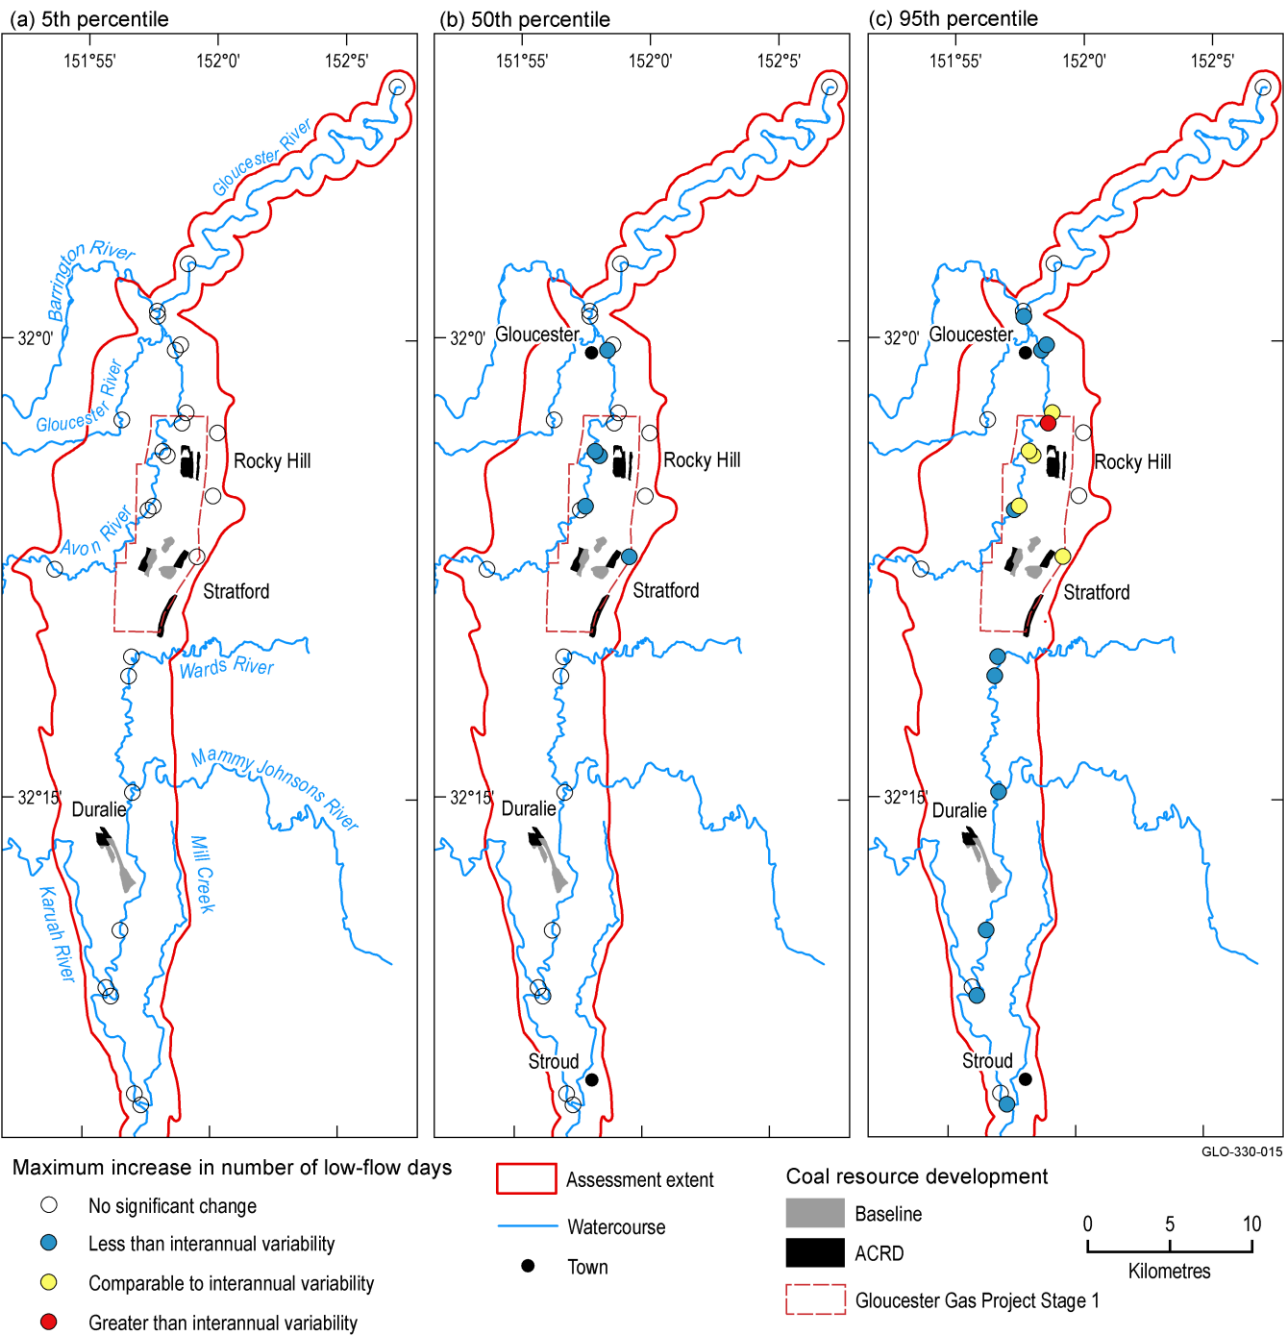 (a) 5th percentile
(b) 50th percentile
(c) 95th percentile
151°55'
152°0'
152°5'
151°55'
152°0'
152°5'
151°55'
152°0'
152°5'
Gloucester River
Barrington River
32°0'
32°0'
32°0'
Gloucester
Gloucester
Gloucester River
Rocky Hill
Rocky Hill
Rocky Hill
Avon River
Stratford
Stratford
Stratford
Wards River
Mammy Johnsons River
32°15'
32°15'
32°15'
Duralie
Duralie
Duralie
Mill Creek
Karuah River
Stroud
Stroud
GLO-330-015
Maximum increase in number of low-flow days
No significant change
Less than interannual variability
Comparable to interannual variability
Greater than interannual variability
Assessment extent
Watercourse
Town
Coal resource development
Baseline
ACRD
Gloucester Gas Project Stage 1
0 5 10
Kilometres